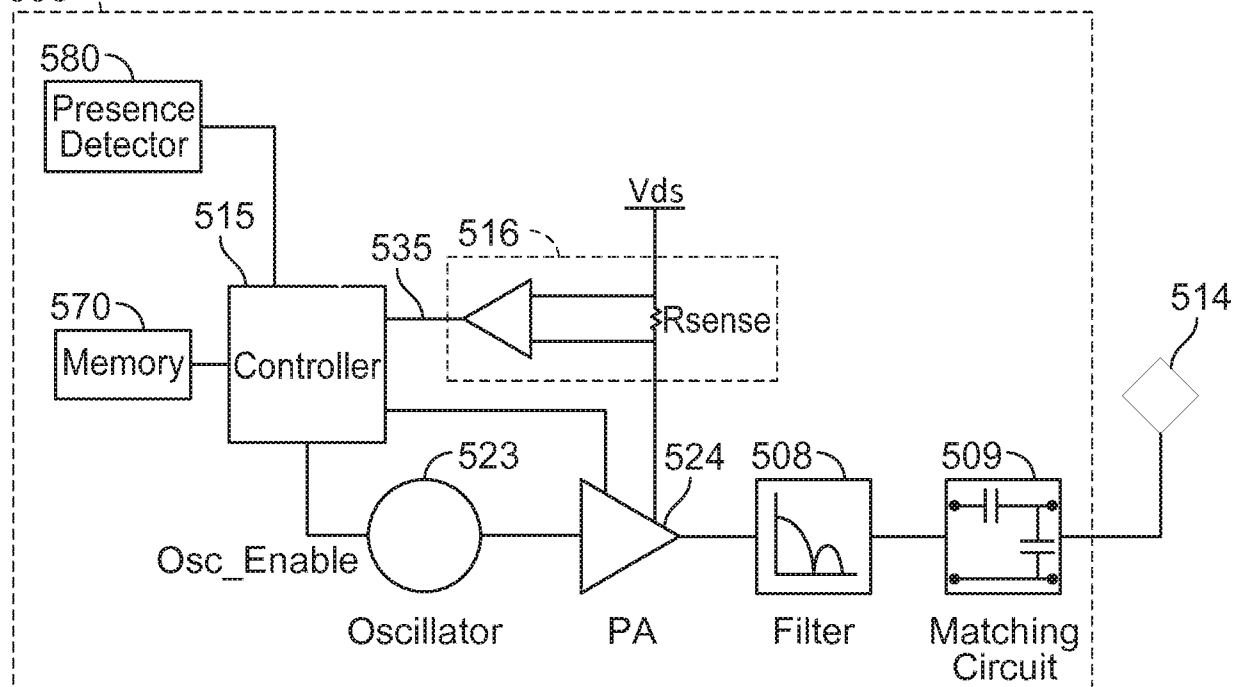 580
Presence
Detector
Vds
515
516
535
514
570
Rsense
Memory
Controller
523
524
508
509
Osc_Enable
Oscillator
PA
Filter
Matching
Circuit